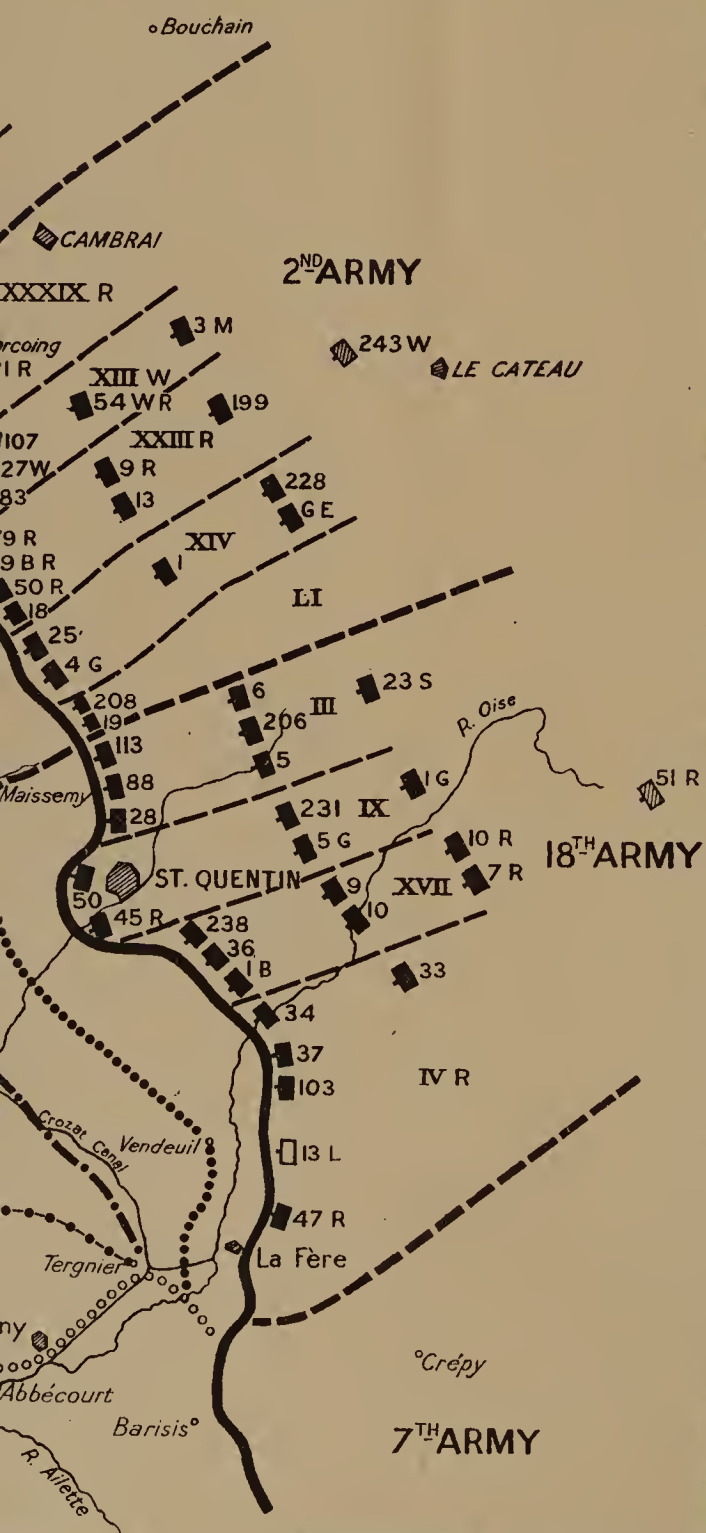 Bouchain
CAMBRAI
2ND ARMY
XXXIX R
3 M
243 W
LE CATEAU
1 R
XIII W
54 WR
199
107
XXIII R
27W
9 R
83
13
228
G E
9 R
XIV
9 B R
1
50 R
LI
18
25
4 G
6
III
23 S
208
19
206
R. Oise
113
5
Maissemy
88
1 G
51 R
28
231
IX
5 G
10 R
18TH ARMY
ST. QUENTIN
9
XVII
7 R
50
10
45 R
238
36
1 B
33
34
37
IV R
103
Crozat Canal
Vendeuil
13 L
47 R
La Fère
Tergnier
Crépy
Abbécourt
Barisis
7TH ARMY
R. Ailette